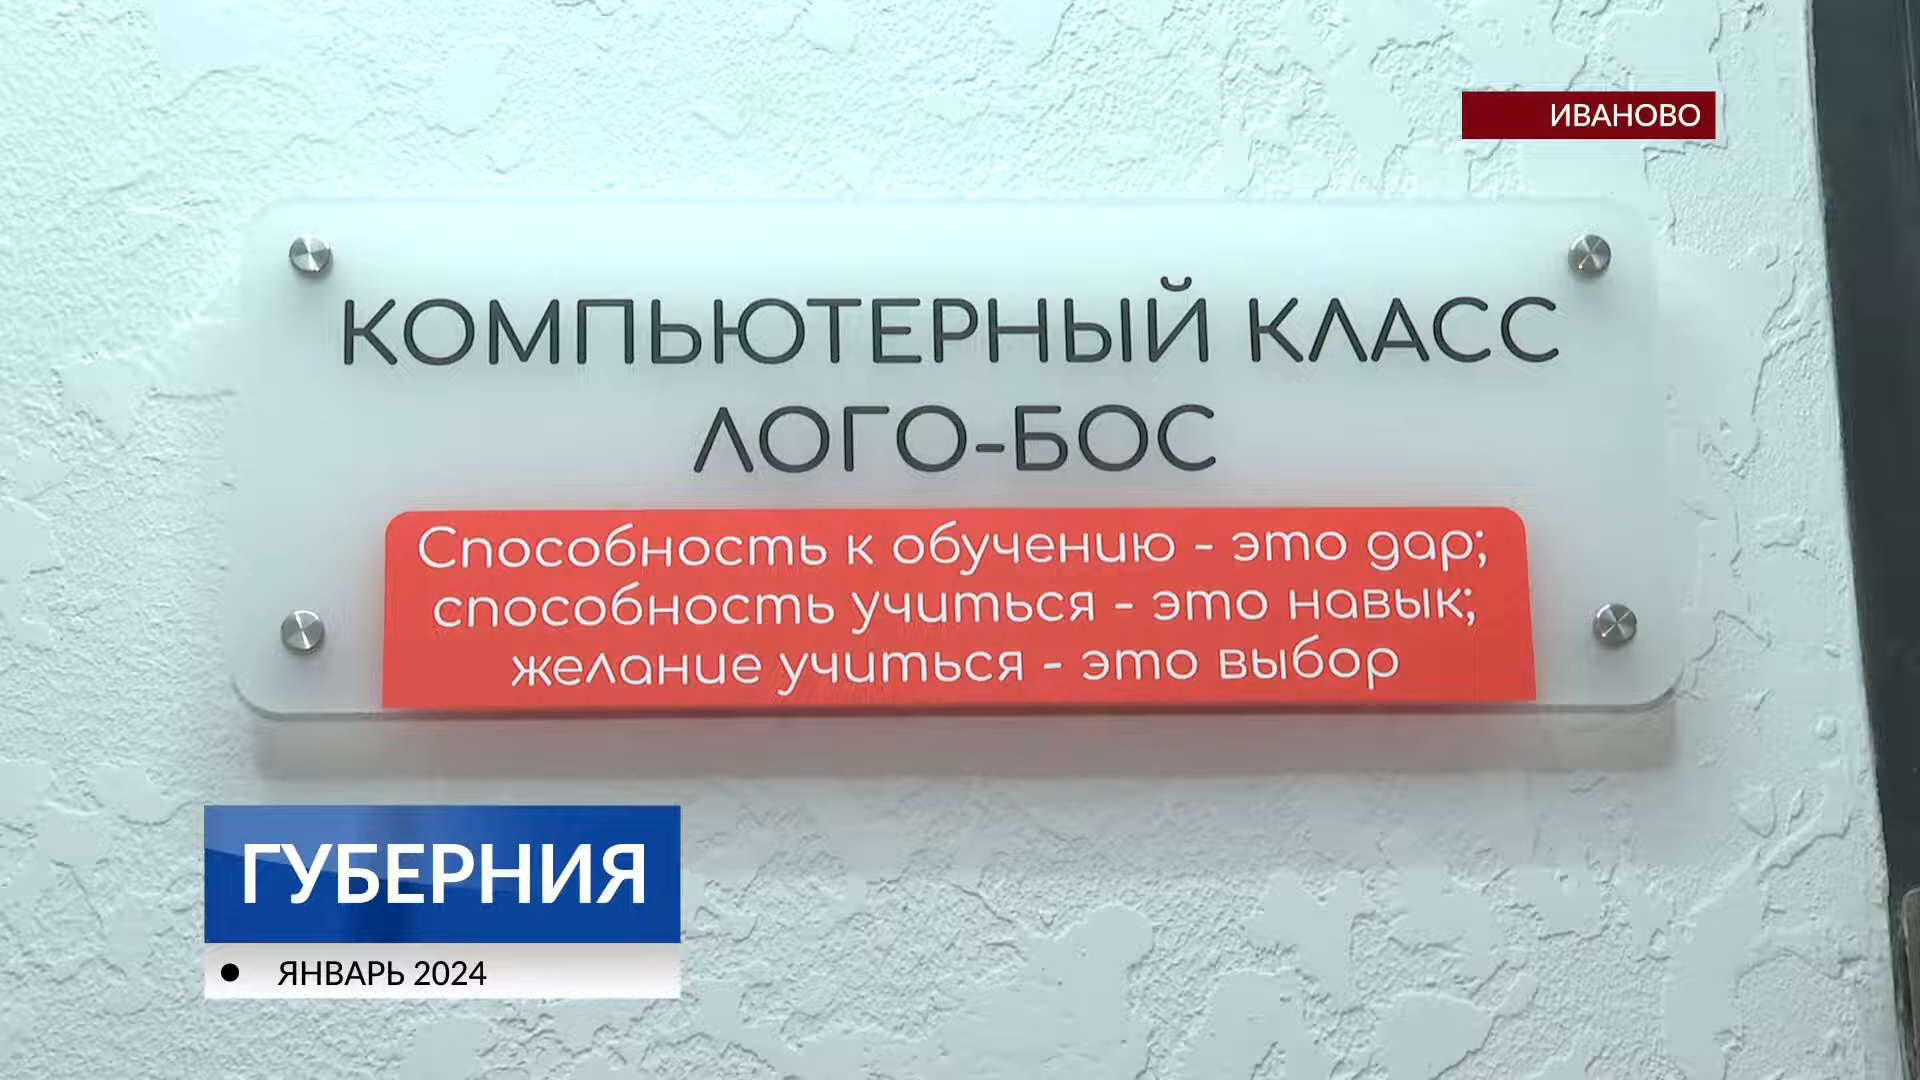 ИВАНОВО
КОМПЬЮТЕРНЫЙ КЛАСС
ЛОГО-БОС
Способность к обучению - это дар;
способность учиться - это навык;
желание учиться - это выбор
ГУБЕРНИЯ
ЯНВАРЬ 2024